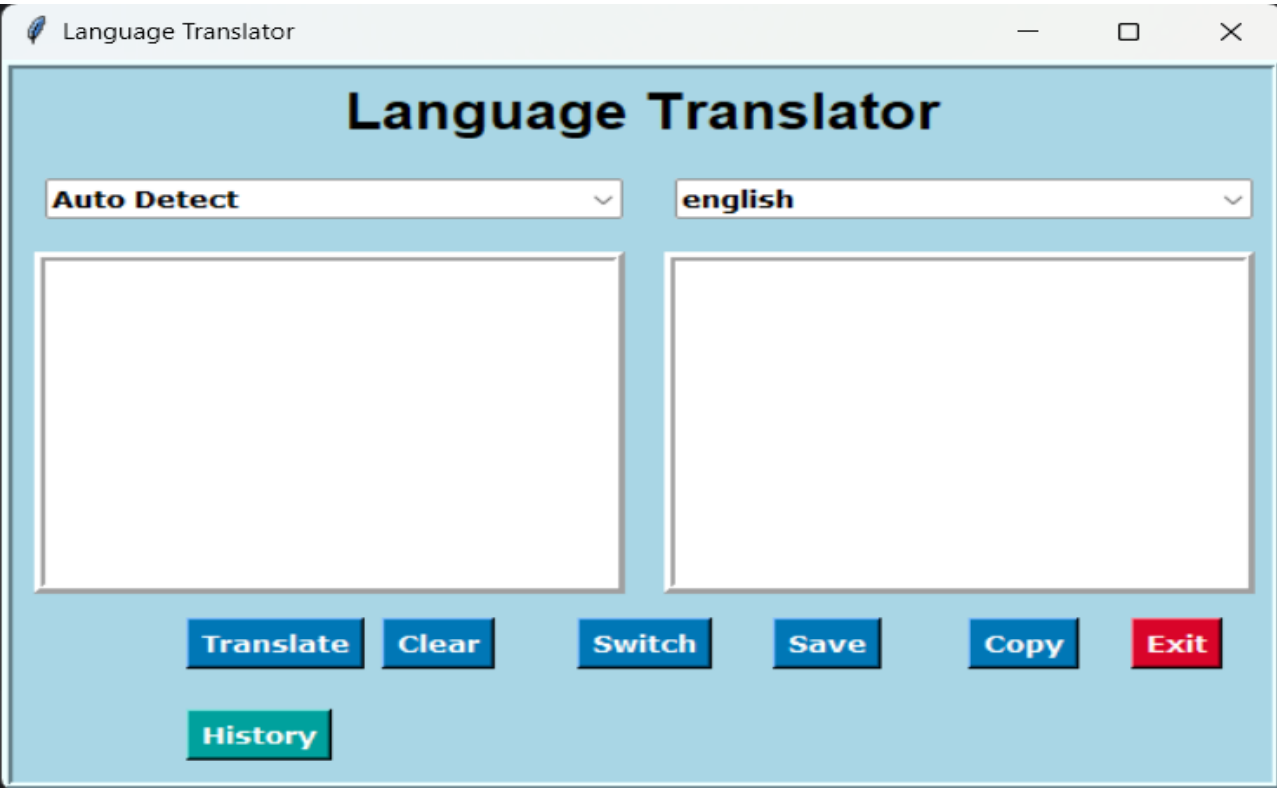 Language Translator
Language Translator
Auto Detect english
Translate Clear Switch Save Copy Exit
History